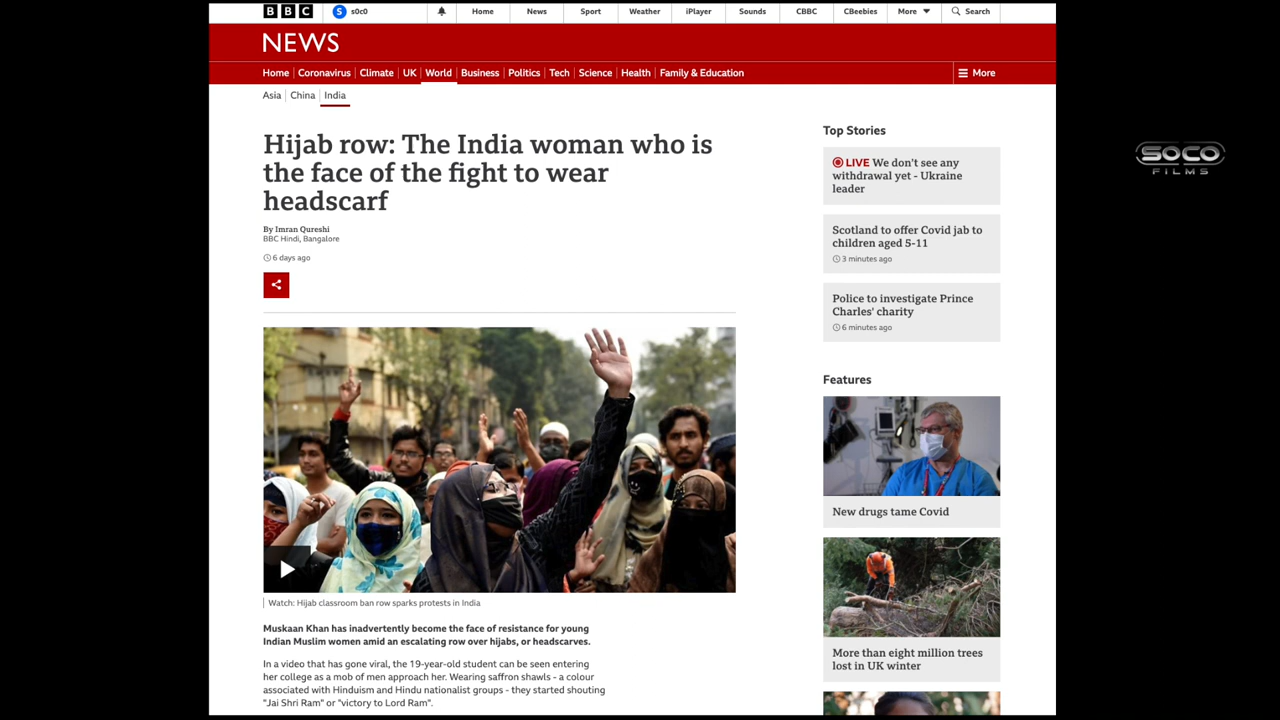 BBC
S s0c0
Home
News
Sport
Weather
iPlayer
Sounds
CBBC
CBeebies
More
Search
NEWS
Home
Coronavirus
Climate
UK
World
Business
Politics
Tech
Science
Health
Family & Education
More
Asia
China
India
Hijab row: The India woman who is
the face of the fight to wear
headscarf
By Imran Qureshi
BBC Hindi, Bangalore
6 days ago
Watch: Hijab classroom ban row sparks protests in India
Muskaan Khan has inadvertently become the face of resistance for young
Indian Muslim women amid an escalating row over hijabs, or headscarves.
In a video that has gone viral, the 19-year-old student can be seen entering
her college as a mob of men approach her. Wearing saffron shawls - a colour
associated with Hinduism and Hindu nationalist groups - they started shouting
"Jai Shri Ram" or "victory to Lord Ram".
Top Stories
LIVE We don't see any
withdrawal yet - Ukraine
leader
Scotland to offer Covid jab to
children aged 5-11
3 minutes ago
Police to investigate Prince
Charles' charity
6 minutes ago
Features
New drugs tame Covid
More than eight million trees
lost in UK winter
SOCO
FILMS